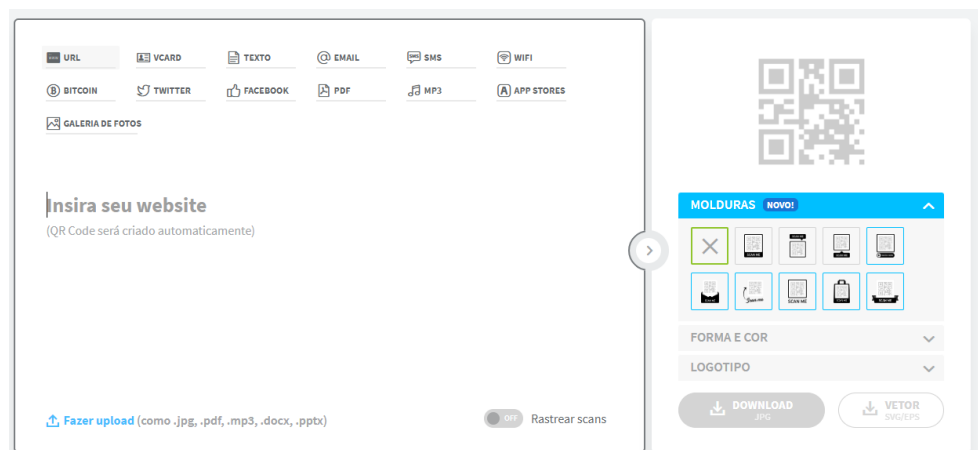 URL VCARD TEXTO EMAIL SMS WIFI
BITCOIN TWITTER FACEBOOK PDF MP3 APP STORES
GALERIA DE FOTOS
Insira seu website
(QR Code será criado automaticamente)
Fazer upload (como .jpg, .pdf, .mp3, .docx, .pptx)
OFF Rastrear scans
MOLDURAS NOVO!
SCAN ME
FORMA E COR
LOGOTIPO
DOWNLOAD
JPG
VETOR
SVG/EPS